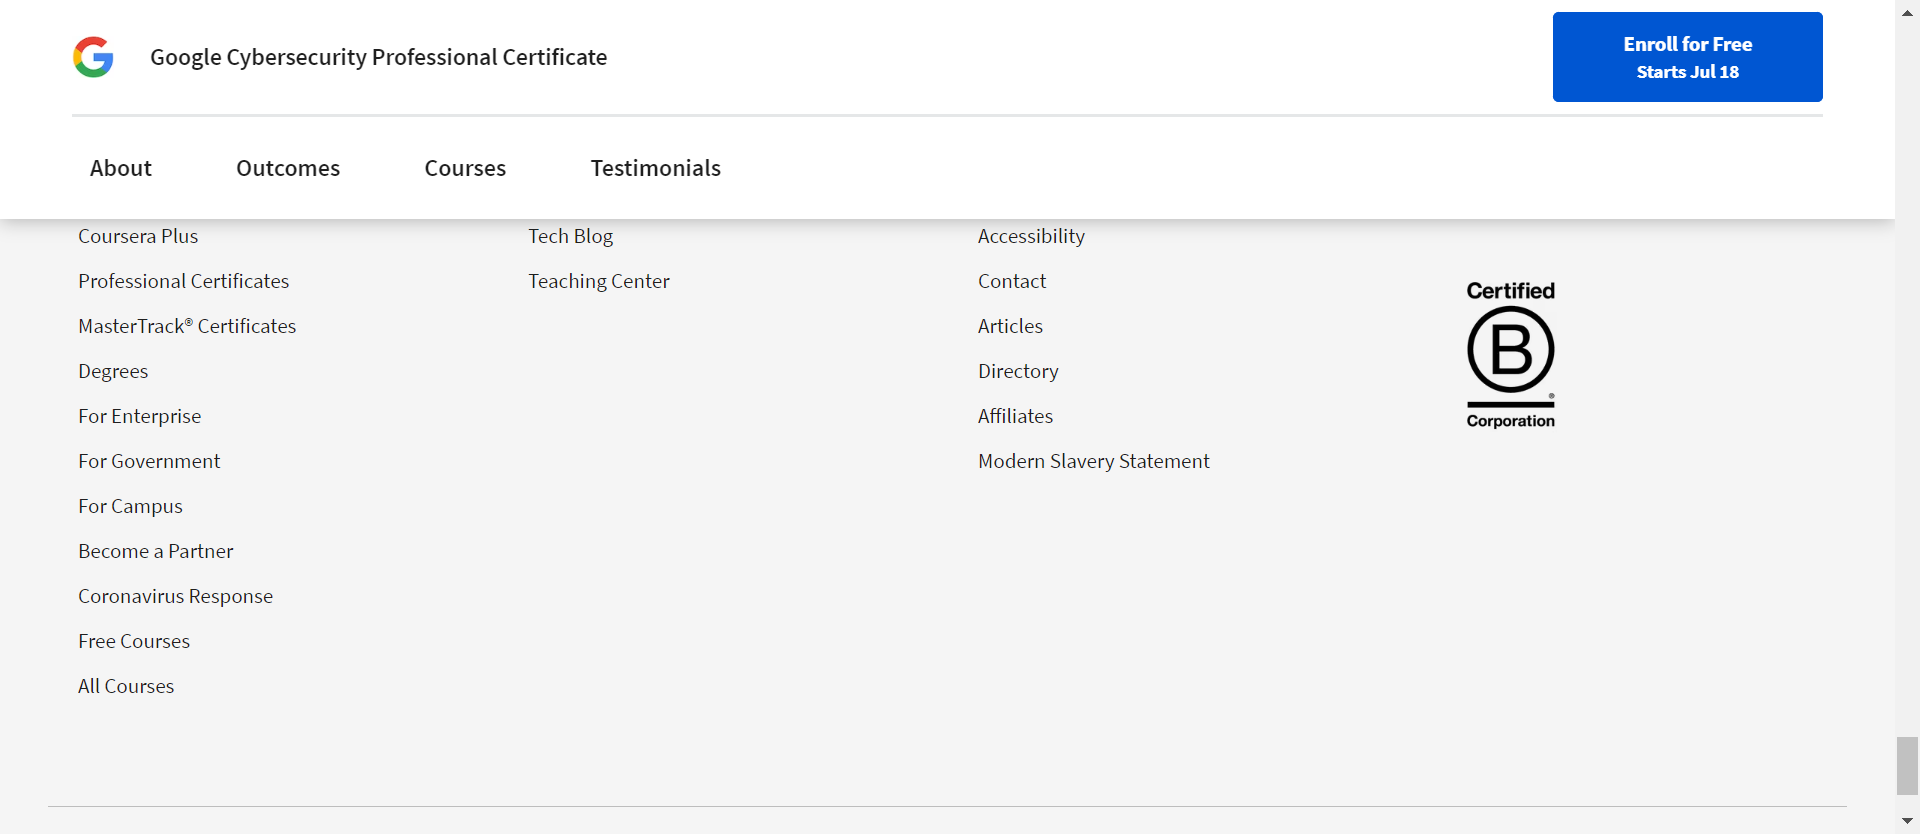 Google Cybersecurity Professional Certificate
Enroll for Free
Starts Jul 18
About
Outcomes
Courses
Testimonials
Coursera Plus
Professional Certificates
MasterTrack® Certificates
Degrees
For Enterprise
For Government
For Campus
Become a Partner
Coronavirus Response
Free Courses
All Courses
Tech Blog
Teaching Center
Accessibility
Contact
Articles
Directory
Affiliates
Modern Slavery Statement
Certified
B
®
Corporation